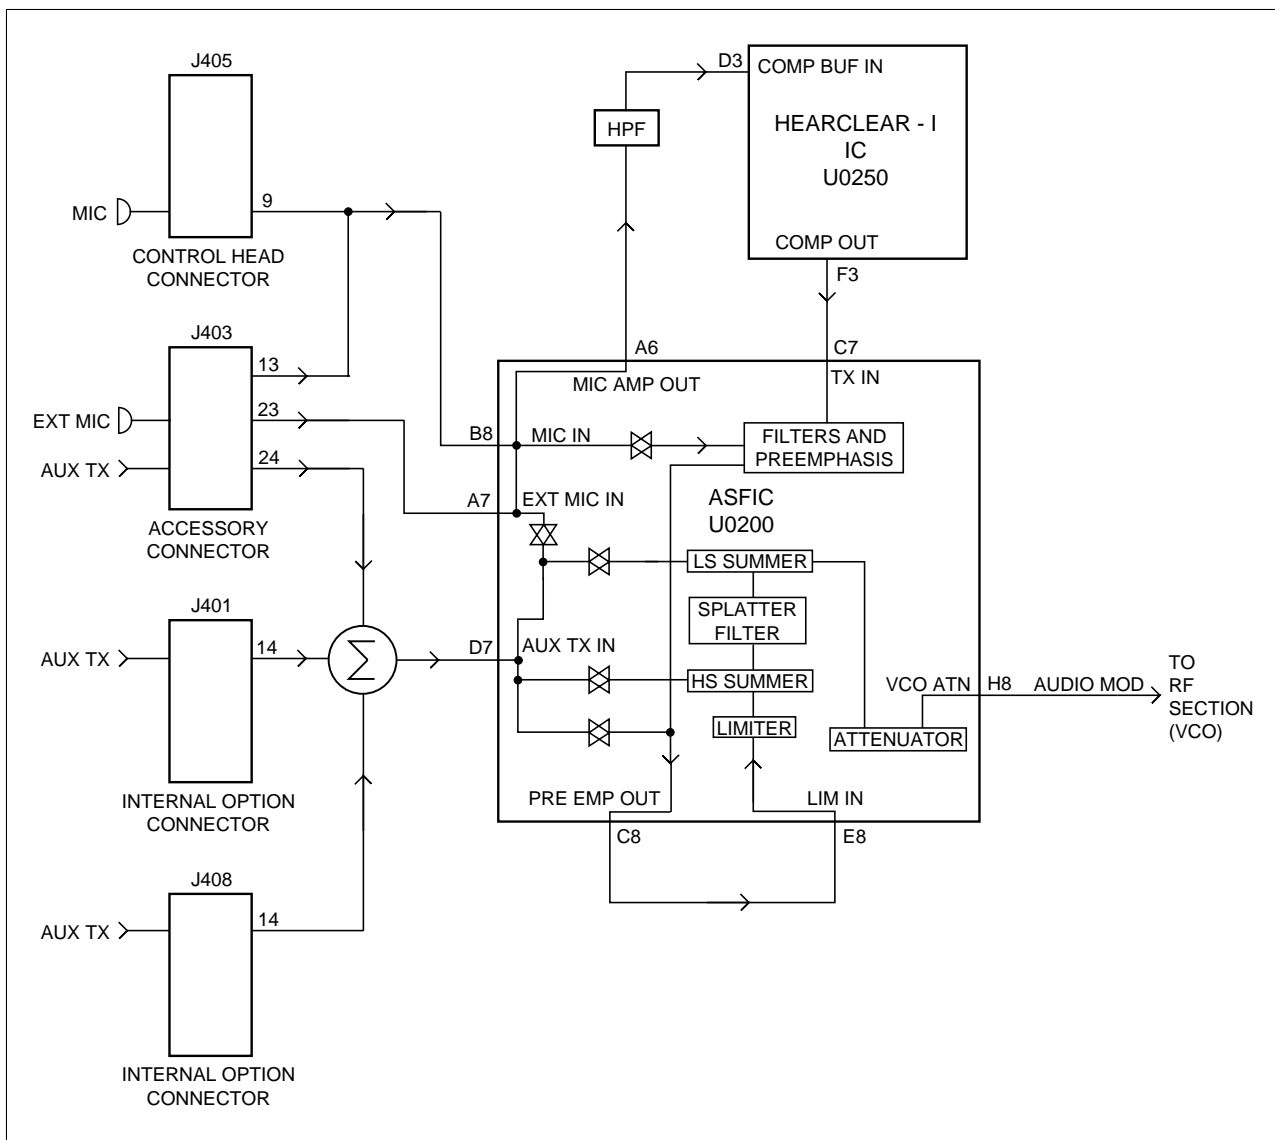 J405
MIC
9
CONTROL HEAD
CONNECTOR
J403
13
EXT MIC
23
AUX TX
24
ACCESSORY
CONNECTOR
J401
AUX TX
14
INTERNAL OPTION
CONNECTOR
J408
AUX TX
14
INTERNAL OPTION
CONNECTOR
Σ
HPF
D3
COMP BUF IN
HEARCLEAR - I
IC
U0250
COMP OUT
F3
A6
C7
MIC AMP OUT
TX IN
B8
MIC IN
FILTERS AND
PREEMPHASIS
A7
EXT MIC IN
ASFIC
U0200
LS SUMMER
SPLATTER
FILTER
D7
AUX TX IN
HS SUMMER
LIMITER
VCO ATN
H8
AUDIO MOD
TO
RF
SECTION
(VCO)
ATTENUATOR
PRE EMP OUT
LIM IN
C8
E8